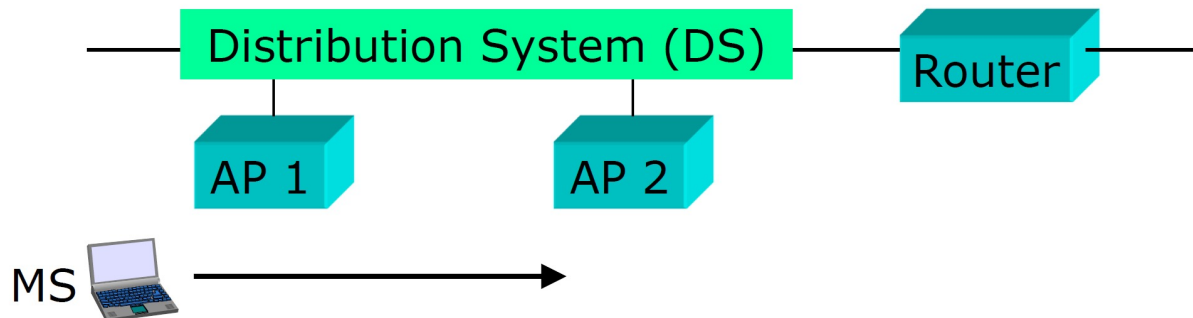 Distribution System (DS)
Router
AP 1
AP 2
MS